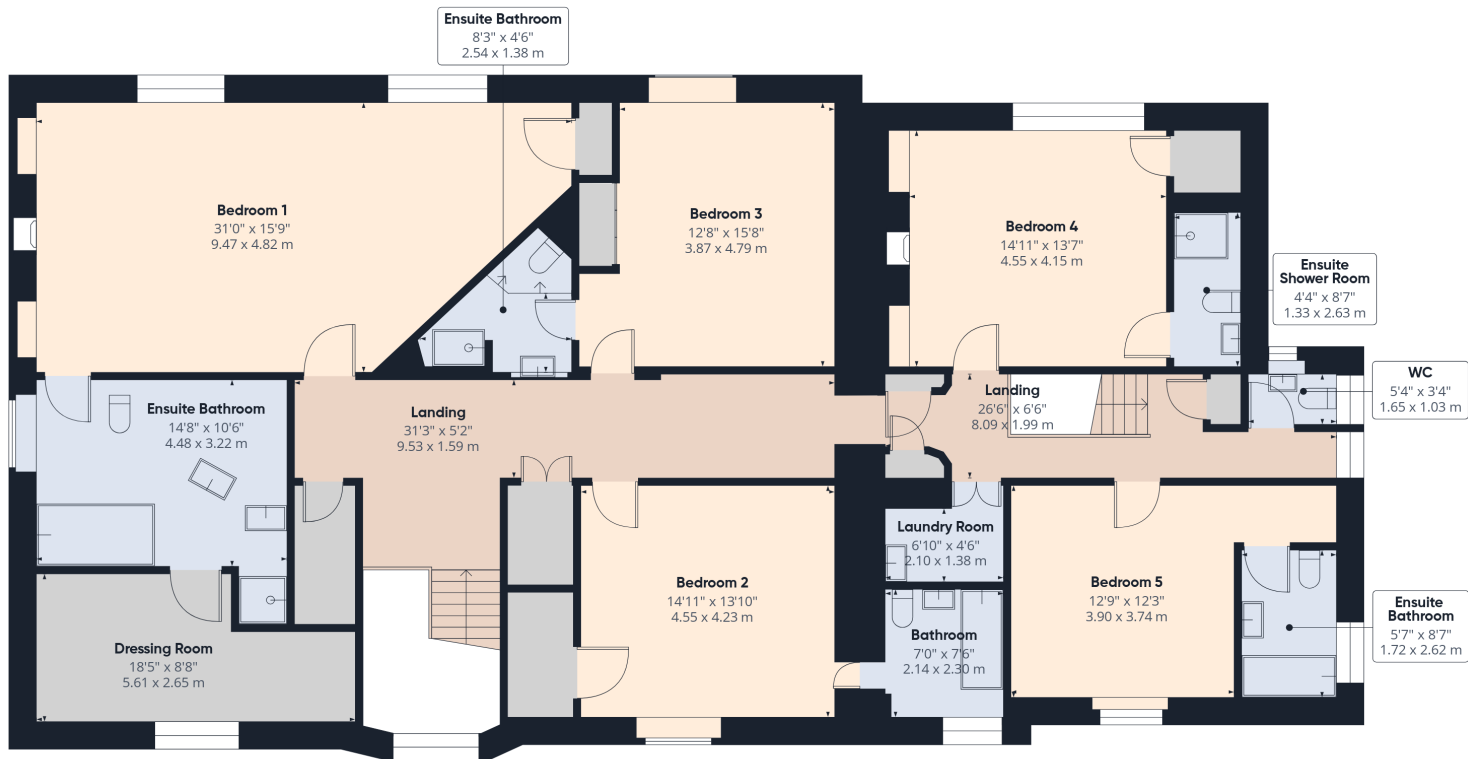 Ensuite Bathroom
8'3" x 4'6"
2.54 x 1.38 m
Bedroom 1
31'0" x 15'9"
9.47 x 4.82 m
Bedroom 3
12'8" x 15'8"
3.87 x 4.79 m
Bedroom 4
14'11" x 13'7"
4.55 x 4.15 m
Ensuite
Shower Room
4'4" x 8'7"
1.33 x 2.63 m
WC
5'4" x 3'4"
1.65 x 1.03 m
Ensuite Bathroom
14'8" x 10'6"
4.48 x 3.22 m
Landing
31'3" x 5'2"
9.53 x 1.59 m
Landing
26'6" x 6'6"
8.09 x 1.99 m
Laundry Room
6'10" x 4'6"
2.10 x 1.38 m
Bedroom 2
14'11" x 13'10"
4.55 x 4.23 m
Bedroom 5
12'9" x 12'3"
3.90 x 3.74 m
Ensuite
Bathroom
5'7" x 8'7"
1.72 x 2.62 m
Bathroom
7'0" x 7'6"
2.14 x 2.30 m
Dressing Room
18'5" x 8'8"
5.61 x 2.65 m